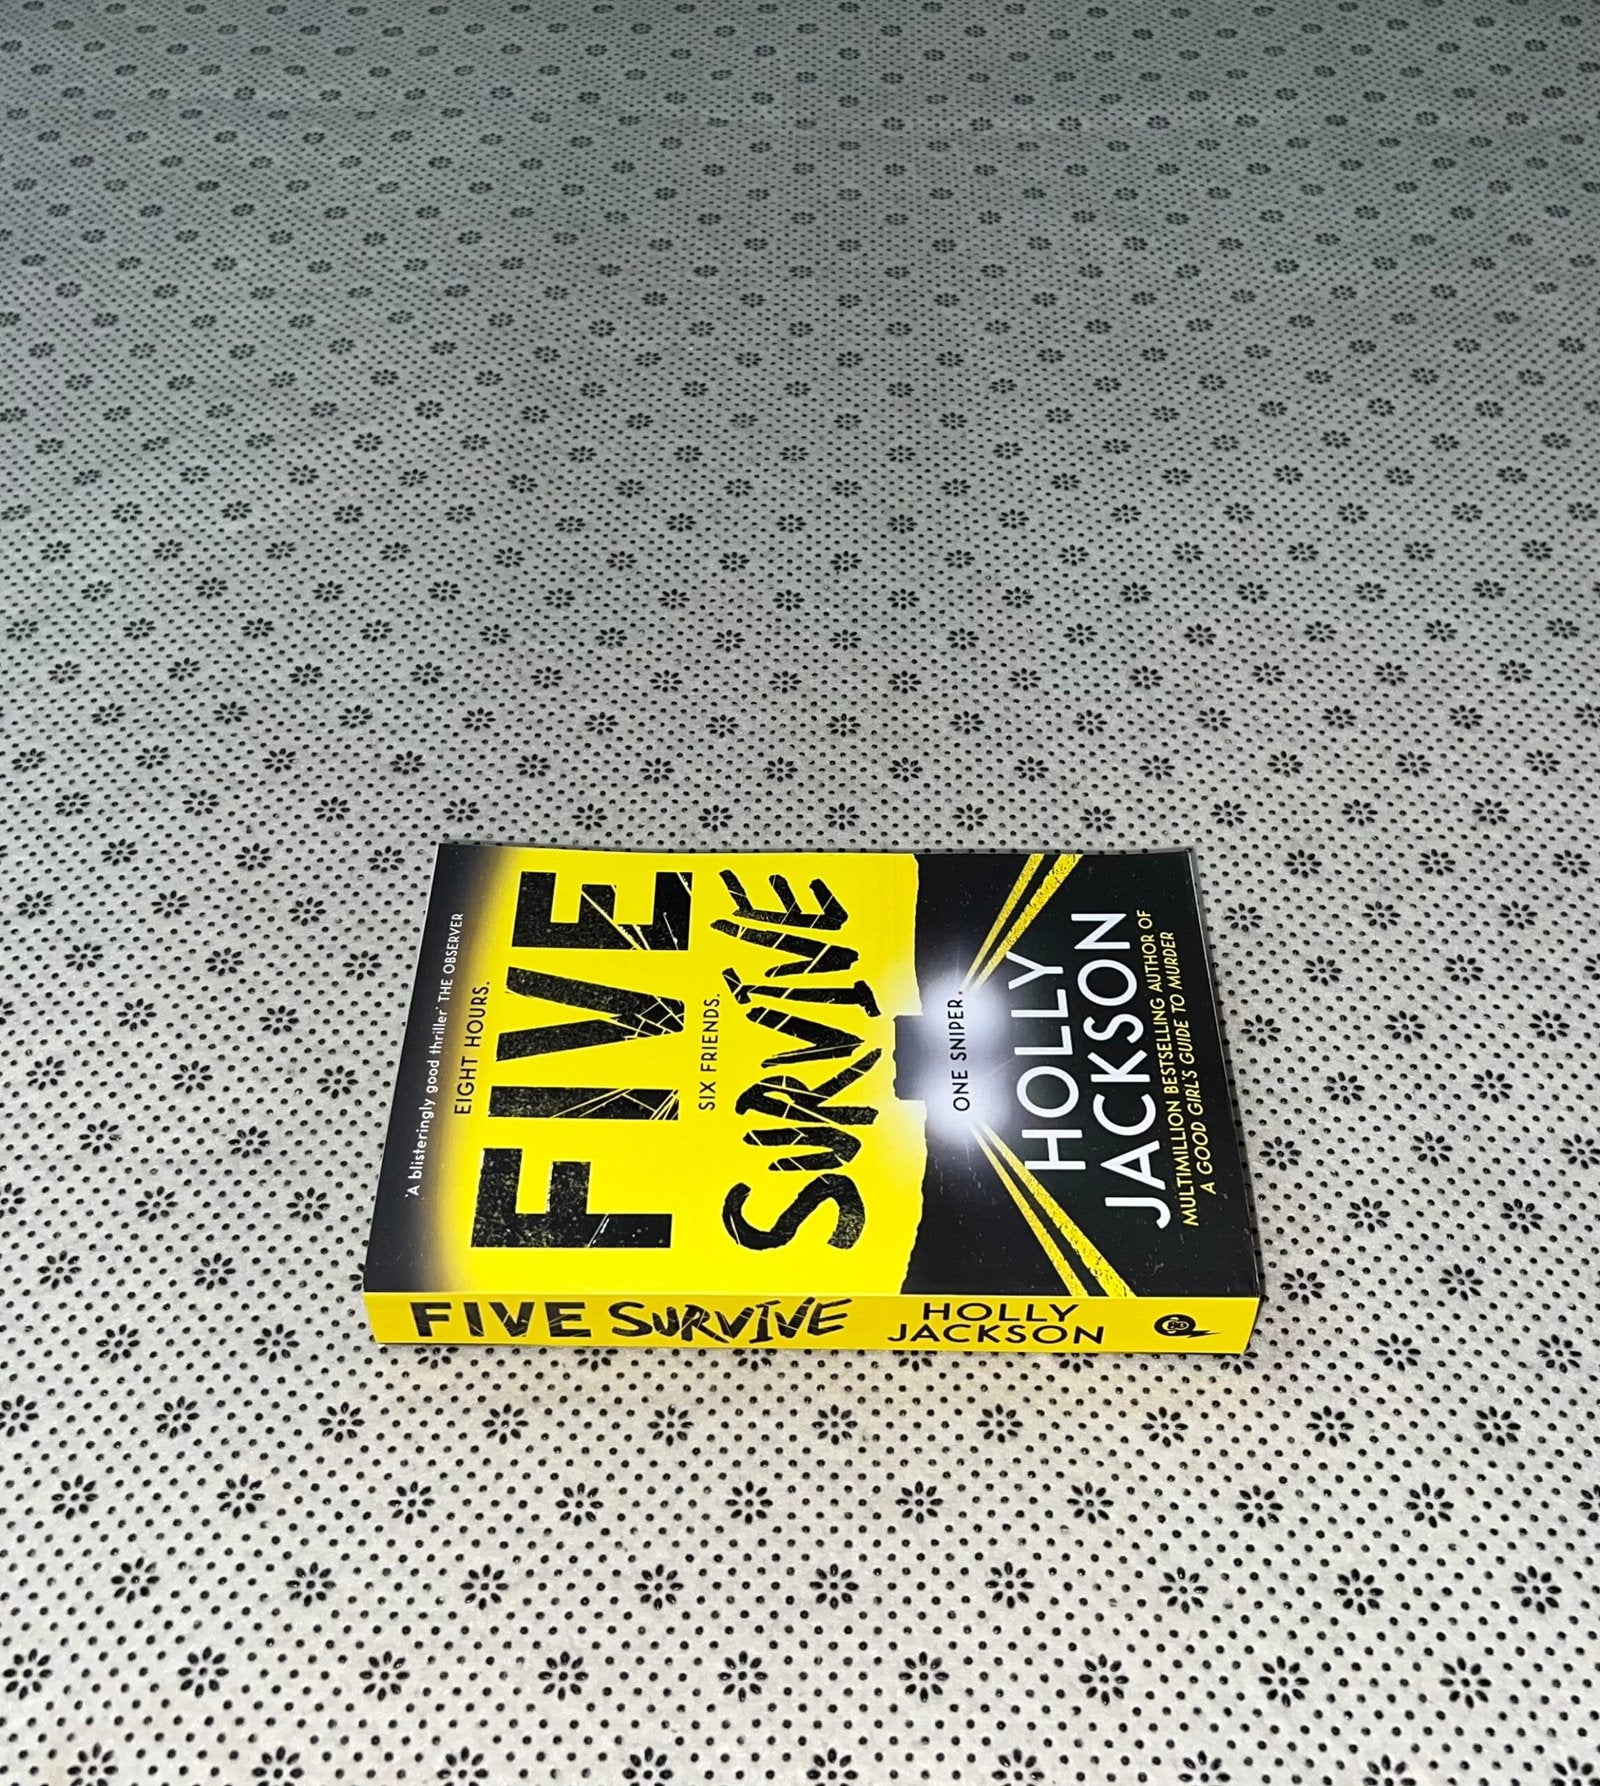 'A blisteringly good thriller' THE OBSERVER
EIGHT HOURS.
FIVE
SIX FRIENDS.
SURVIVE
ONE SNIPER.
HOLLY
JACKSON
MULTIMILLION BESTSELLING AUTHOR OF
A GOOD GIRL'S GUIDE TO MURDER
FIVE SURVIVE
HOLLY
JACKSON